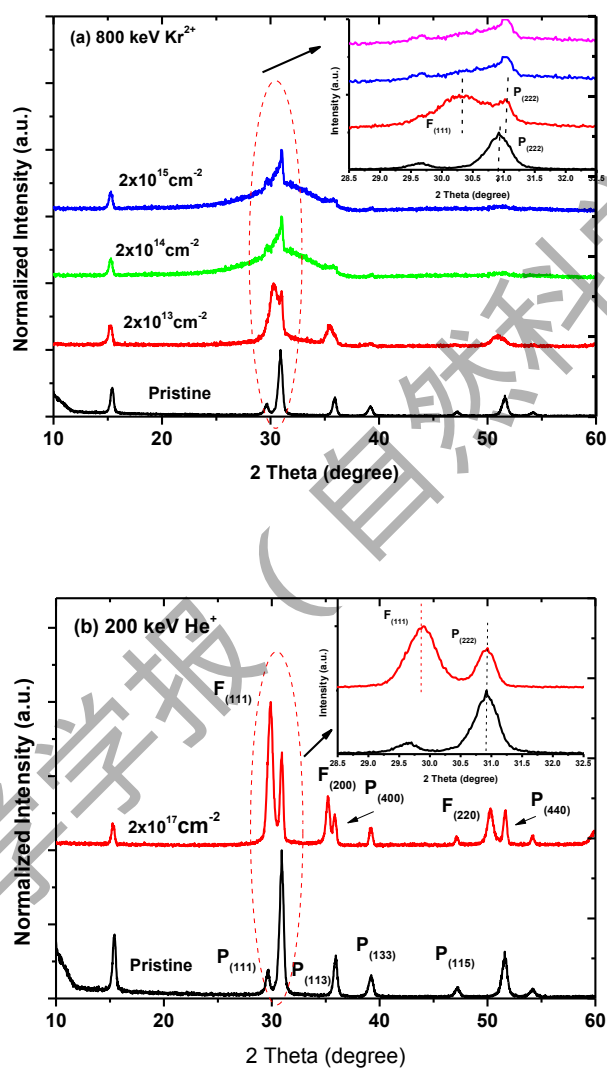 (a) 800 keV Kr²⁺
Normalized Intensity (a.u.)
2x10¹⁵cm⁻²
2x10¹⁴cm⁻²
2x10¹³cm⁻²
Pristine
10 20 30 40 50 60
2 Theta (degree)
Intensity (a.u.)
F(111)
P(222)
P(222)
28.5 29.0 29.5 30.0 30.5 31.0 31.5 32.0 32.5
2 Theta (degree)
(b) 200 keV He⁺
Normalized Intensity (a.u.)
F(111)
2x10¹⁷cm⁻²
F(200)
P(400)
F(220)
P(440)
Pristine
P(111)
P(113)
P(133)
P(115)
10 20 30 40 50 60
2 Theta (degree)
Intensity (a.u.)
F(111)
P(222)
28.5 29.0 29.5 30.0 30.5 31.0 31.5 32.0 32.5
2 Theta (degree)
学学报(自然科